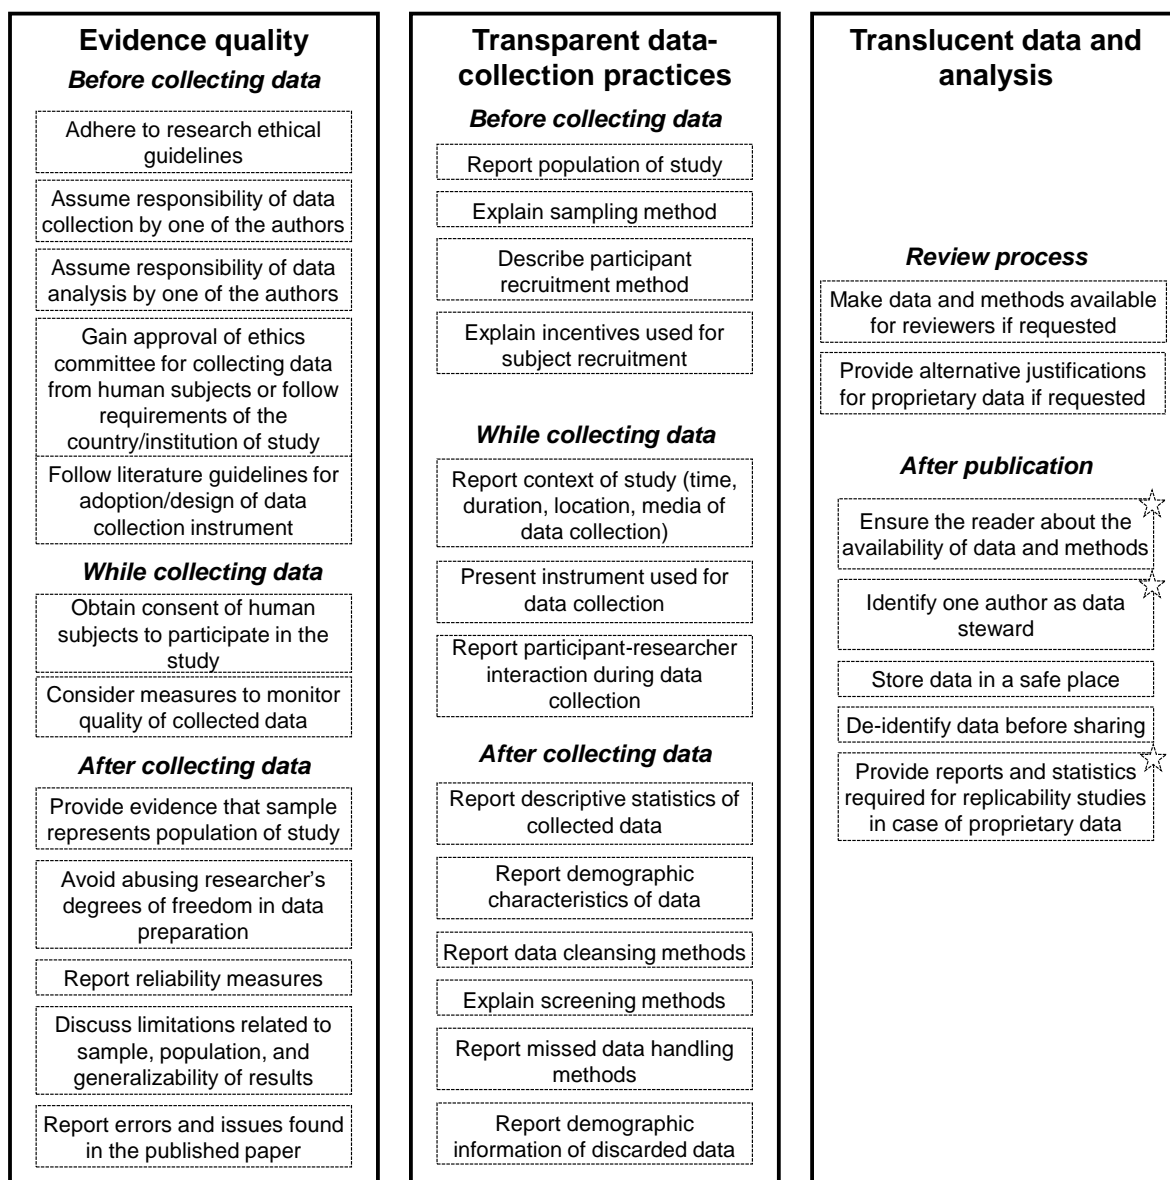 Evidence quality
Before collecting data
Adhere to research ethical
guidelines
Assume responsibility of data
collection by one of the authors
Assume responsibility of data
analysis by one of the authors
Gain approval of ethics
committee for collecting data
from human subjects or follow
requirements of the
country/institution of study
Follow literature guidelines for
adoption/design of data
collection instrument
While collecting data
Obtain consent of human
subjects to participate in the
study
Consider measures to monitor
quality of collected data
After collecting data
Provide evidence that sample
represents population of study
Avoid abusing researcher's
degrees of freedom in data
preparation
Report reliability measures
Discuss limitations related to
sample, population, and
generalizability of results
Report errors and issues found
in the published paper
Transparent data-
collection practices
Before collecting data
Report population of study
Explain sampling method
Describe participant
recruitment method
Explain incentives used for
subject recruitment
While collecting data
Report context of study (time,
duration, location, media of
data collection)
Present instrument used for
data collection
Report participant-researcher
interaction during data
collection
After collecting data
Report descriptive statistics of
collected data
Report demographic
characteristics of data
Report data cleansing methods
Explain screening methods
Report missed data handling
methods
Report demographic
information of discarded data
Translucent data and
analysis
Review process
Make data and methods available
for reviewers if requested
Provide alternative justifications
for proprietary data if requested
After publication
Ensure the reader about the
availability of data and methods
Identify one author as data
steward
Store data in a safe place
De-identify data before sharing
Provide reports and statistics
required for replicability studies
in case of proprietary data